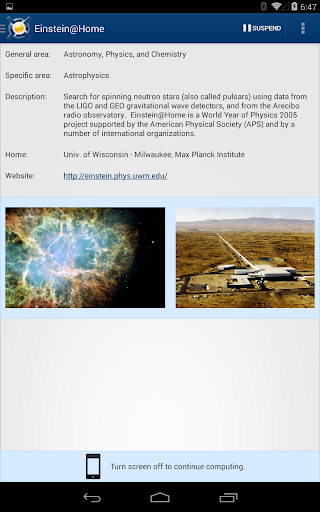 6:47
Einstein@Home
SUSPEND
General area: Astronomy, Physics, and Chemistry
Specific area: Astrophysics
Description: Search for spinning neutron stars (also called pulsars) using data from
the LIGO and GEO gravitational wave detectors, and from the Arecibo
radio observatory. Einstein@Home is a World Year of Physics 2005
project supported by the American Physical Society (APS) and by a
number of international organizations.
Home: Univ. of Wisconsin - Milwaukee, Max Planck Institute
Website: http://einstein.phys.uwm.edu/
Turn screen off to continue computing.